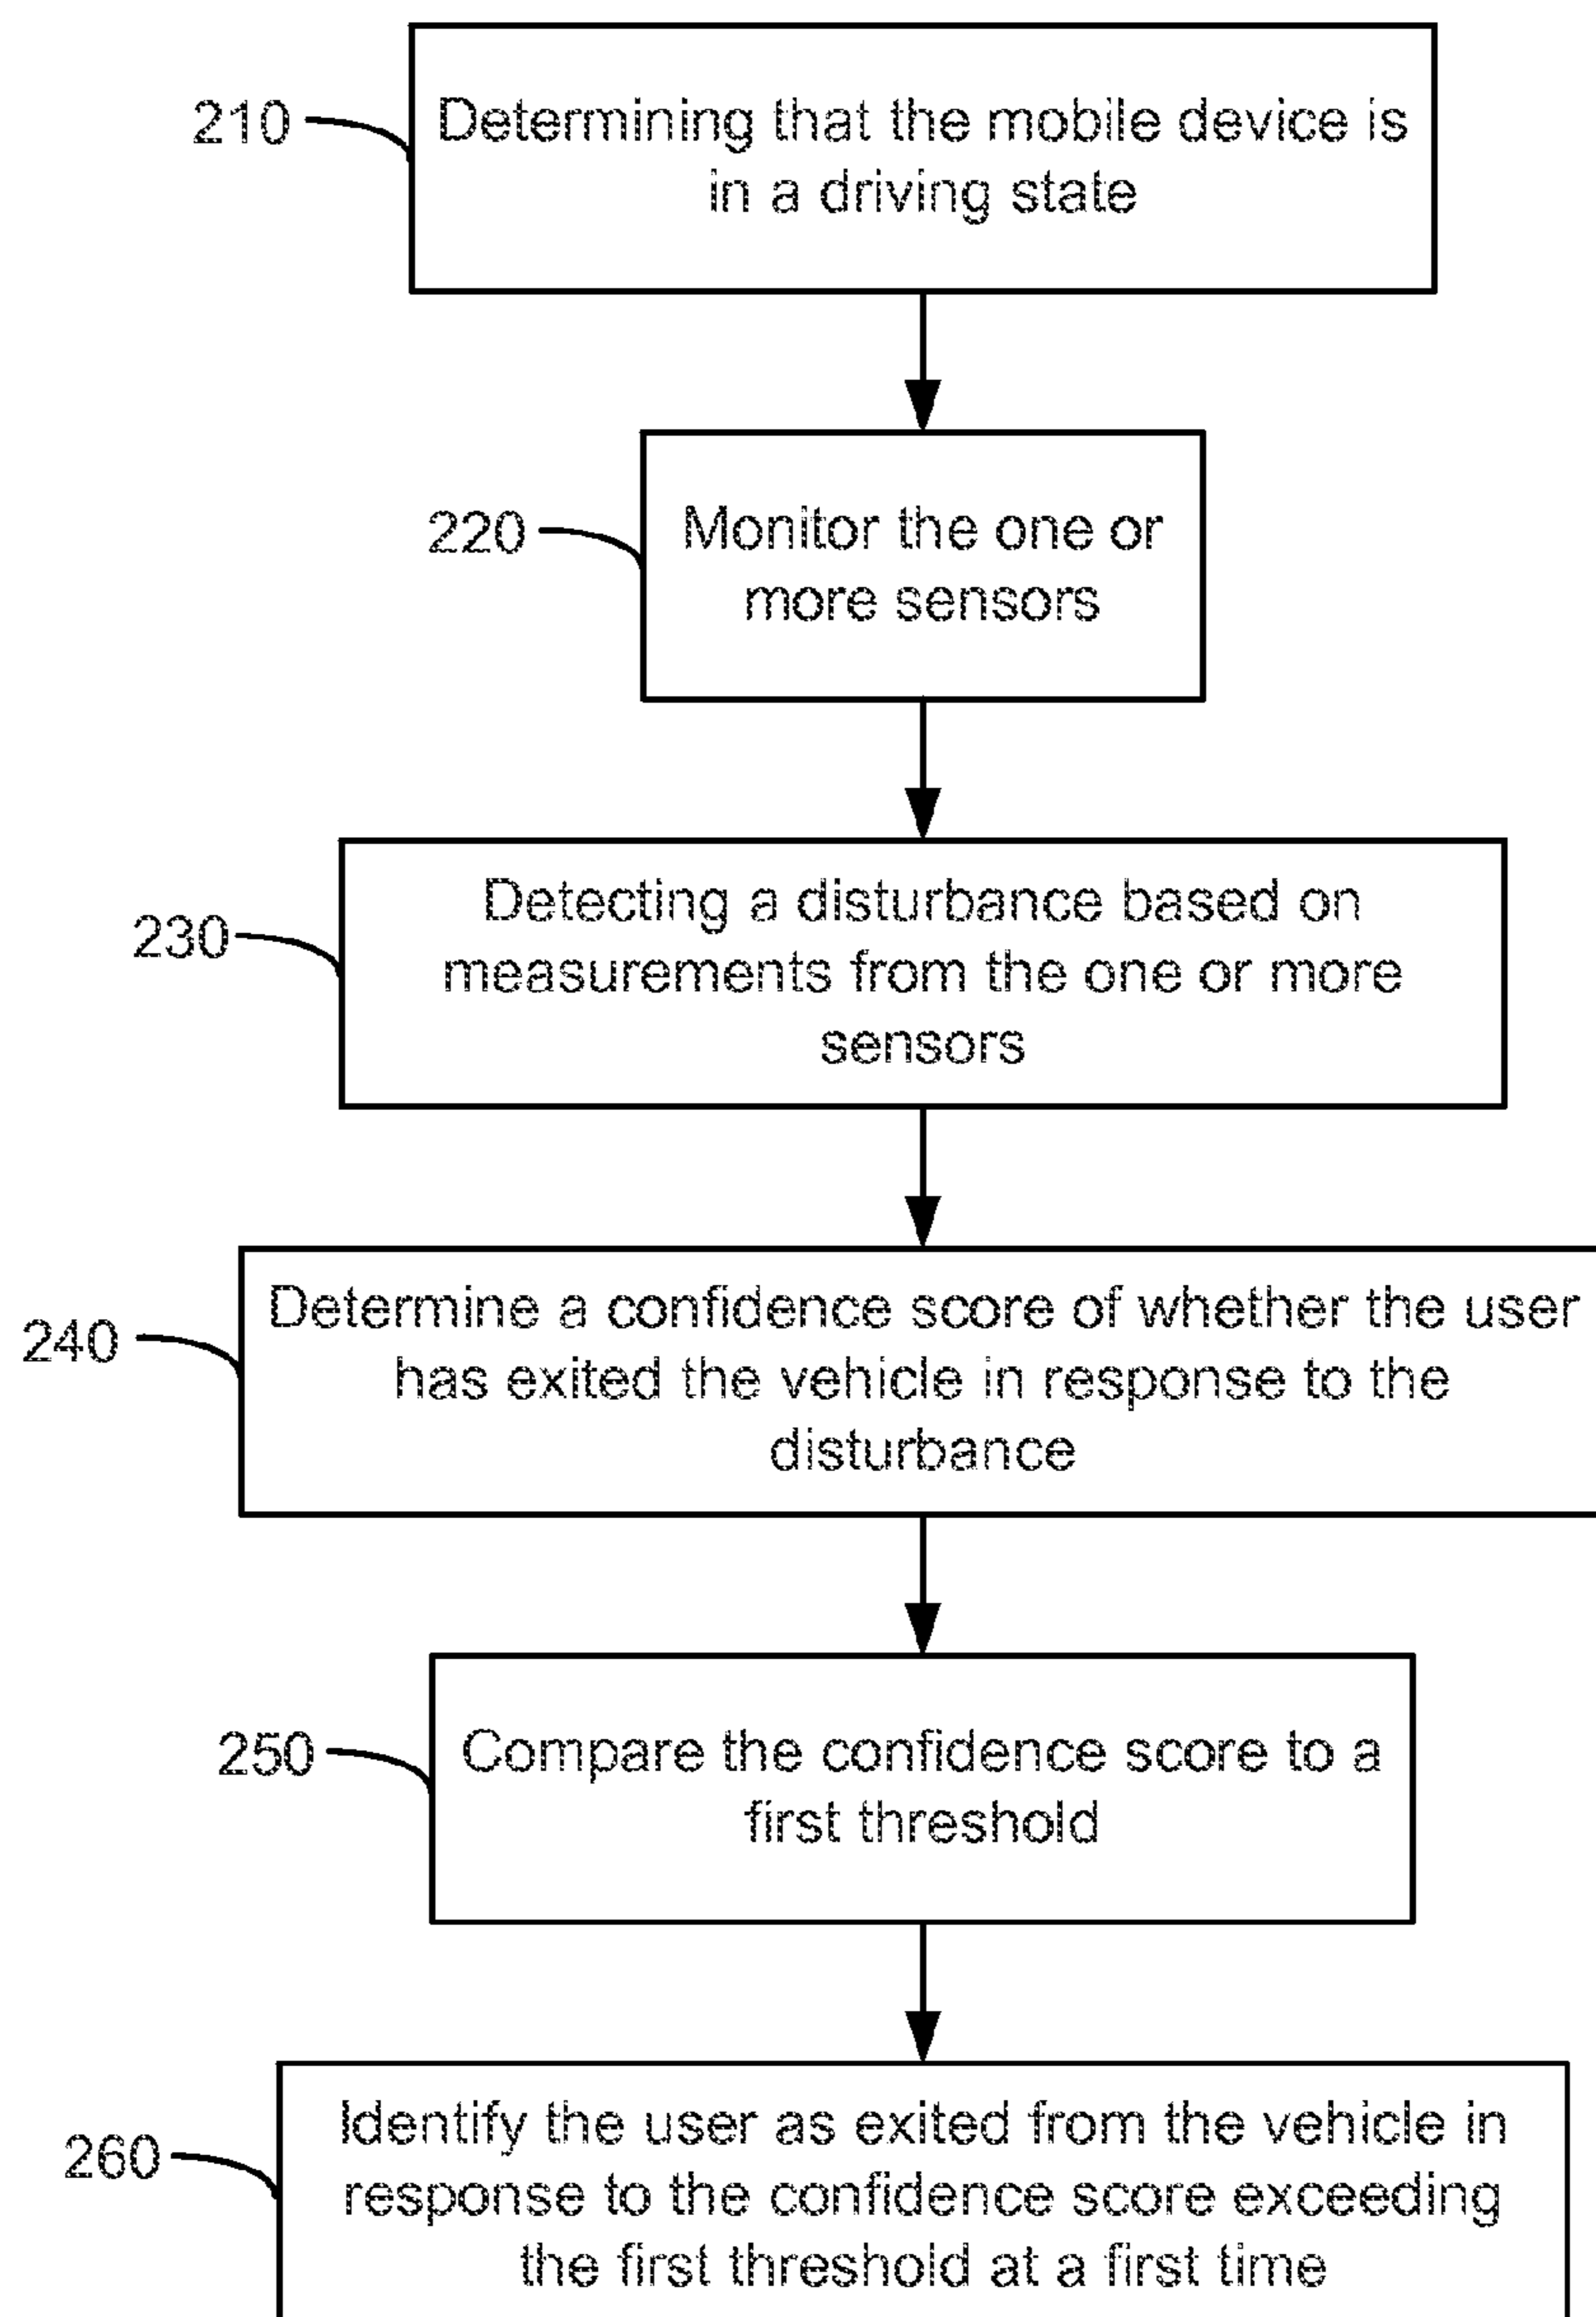 210
Determining that the mobile device is
in a driving state
220
Monitor the one or
more sensors
230
Detecting a disturbance based on
measurements from the one or more
sensors
240
Determine a confidence score of whether the user
has exited the vehicle in response to the
disturbance
250
Compare the confidence score to a
first threshold
260
Identify the user as exited from the vehicle in
response to the confidence score exceeding
the first threshold at a first time